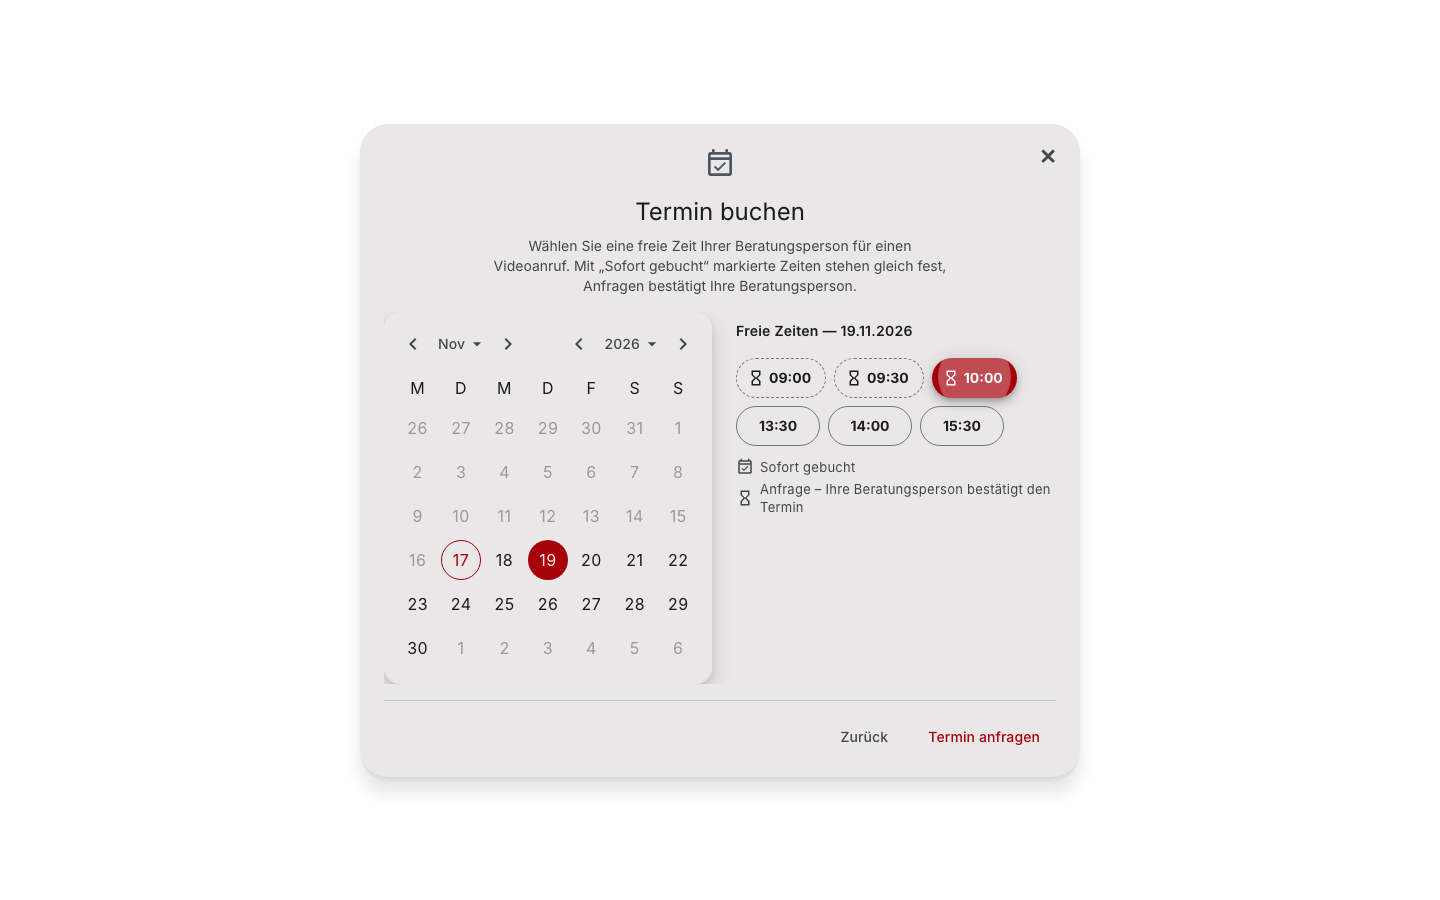 Termin buchen
Wählen Sie eine freie Zeit Ihrer Beratungsperson für einen
Videoanruf. Mit „Sofort gebucht“ markierte Zeiten stehen gleich fest,
Anfragen bestätigt Ihre Beratungsperson.
Nov 2026
M D M D F S S
26 27 28 29 30 31 1
2 3 4 5 6 7 8
9 10 11 12 13 14 15
16 17 18 19 20 21 22
23 24 25 26 27 28 29
30 1 2 3 4 5 6
Freie Zeiten — 19.11.2026
09:00 09:30 10:00
13:30 14:00 15:30
Sofort gebucht
Anfrage – Ihre Beratungsperson bestätigt den
Termin
Zurück Termin anfragen